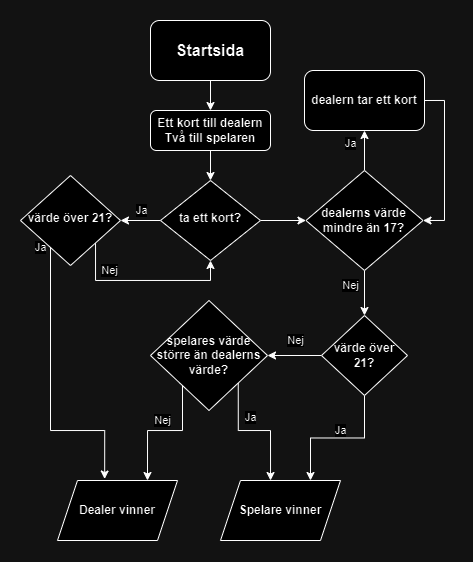 Startsida
dealern tar ett kort
Ett kort till dealern
Två till spelaren
Ja
värde över 21?
Ja
ta ett kort?
dealerns värde
mindre än 17?
Ja
Nej
Nej
spelares värde
större än dealerns
värde?
Nej
värde över
21?
Nej
Ja
Ja
Dealer vinner
Spelare vinner